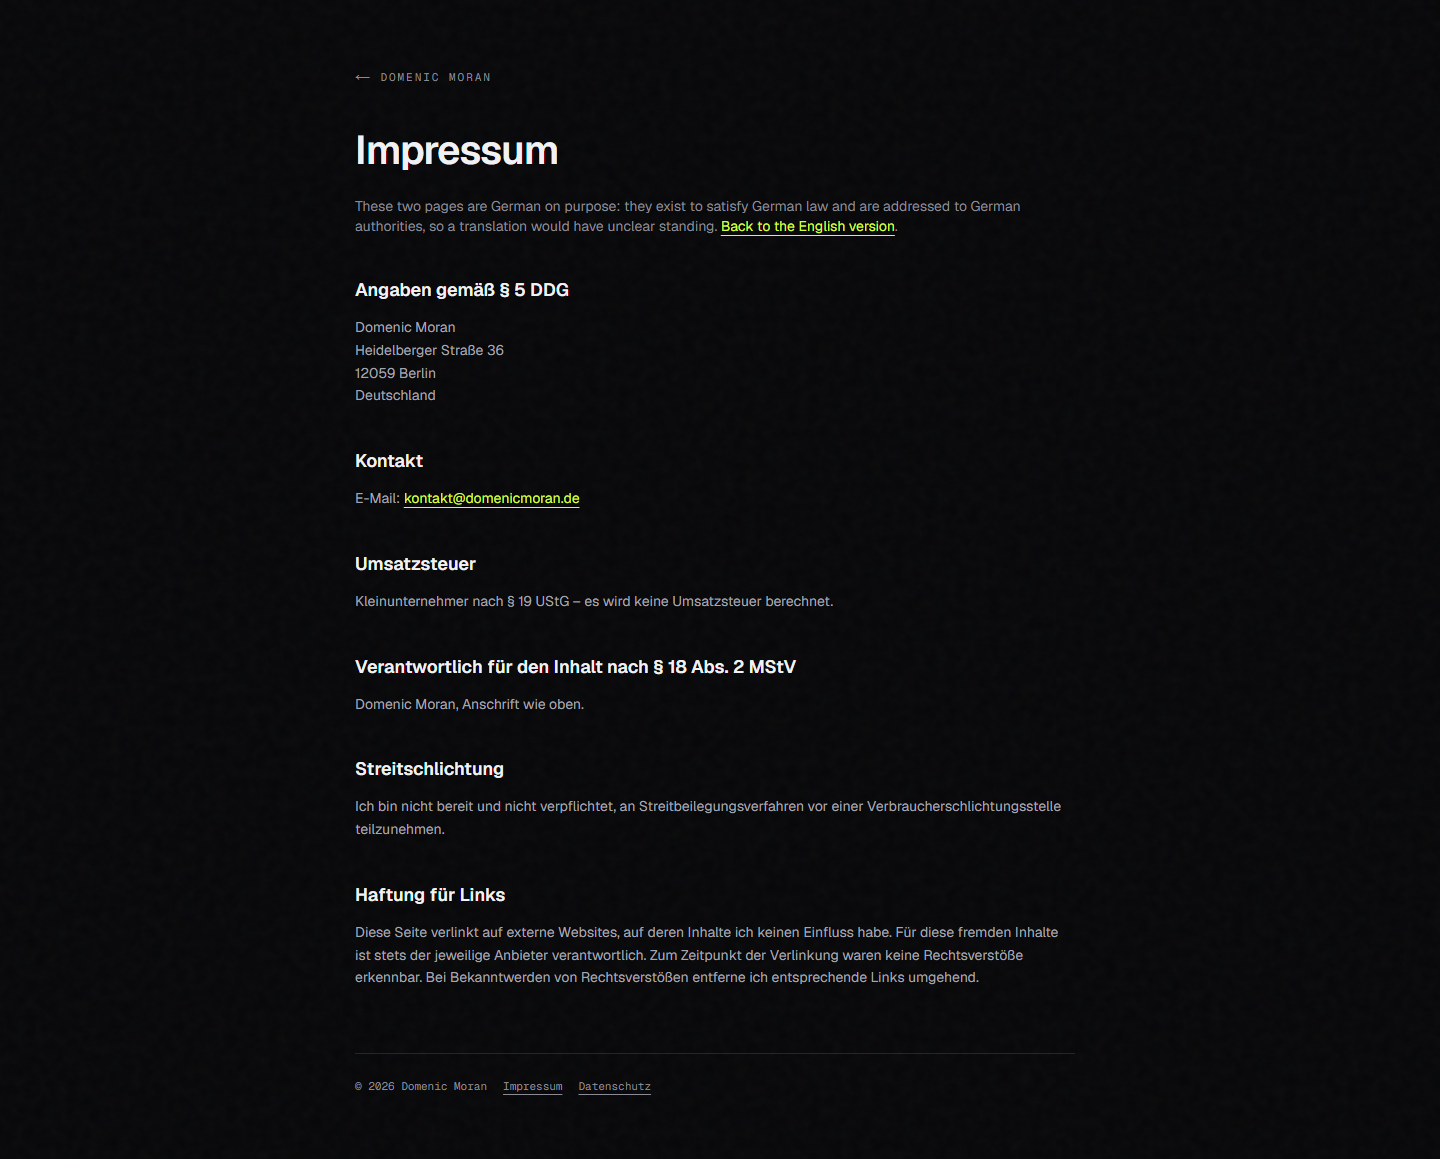 ← DOMENIC MORAN
Impressum
These two pages are German on purpose: they exist to satisfy German law and are addressed to German
authorities, so a translation would have unclear standing. Back to the English version.
Angaben gemäß § 5 DDG
Domenic Moran
Heidelberger Straße 36
12059 Berlin
Deutschland
Kontakt
E-Mail: kontakt@domenicmoran.de
Umsatzsteuer
Kleinunternehmer nach § 19 UStG – es wird keine Umsatzsteuer berechnet.
Verantwortlich für den Inhalt nach § 18 Abs. 2 MStV
Domenic Moran, Anschrift wie oben.
Streitschlichtung
Ich bin nicht bereit und nicht verpflichtet, an Streitbeilegungsverfahren vor einer Verbraucherschlichtungsstelle
teilzunehmen.
Haftung für Links
Diese Seite verlinkt auf externe Websites, auf deren Inhalte ich keinen Einfluss habe. Für diese fremden Inhalte
ist stets der jeweilige Anbieter verantwortlich. Zum Zeitpunkt der Verlinkung waren keine Rechtsverstöße
erkennbar. Bei Bekanntwerden von Rechtsverstößen entferne ich entsprechende Links umgehend.
© 2026 Domenic Moran Impressum Datenschutz